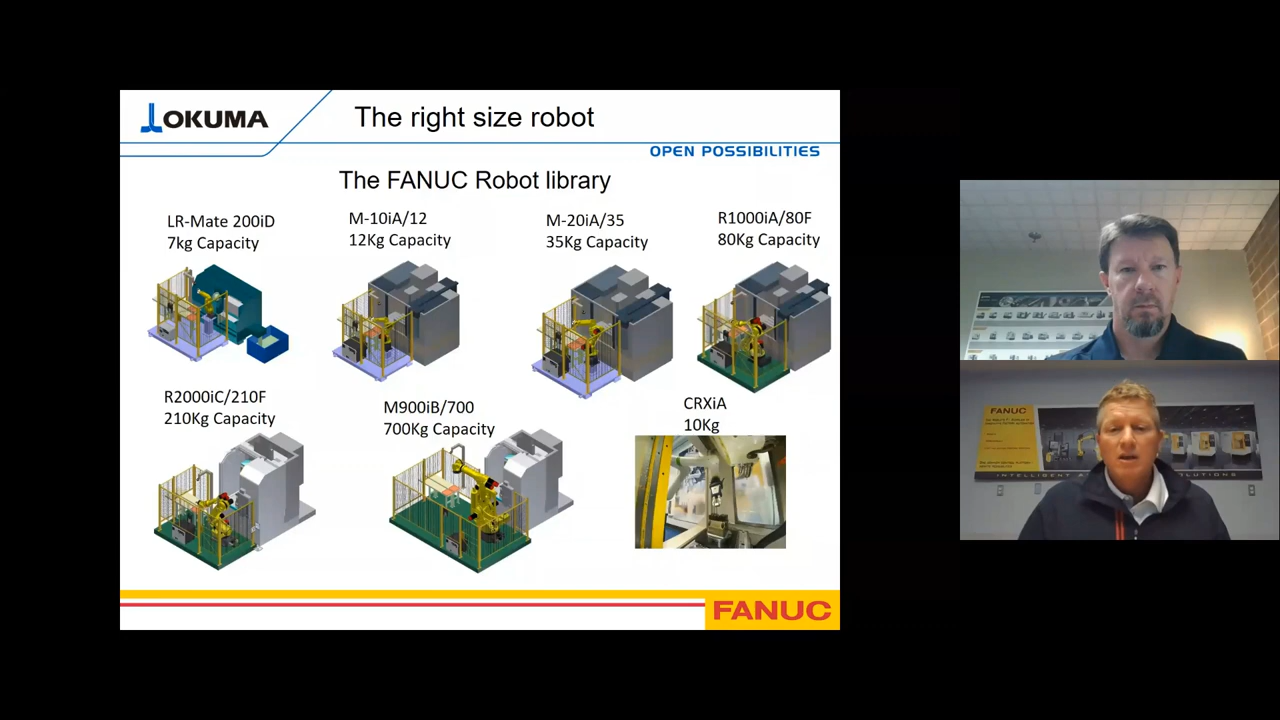 OKUMA
The right size robot
OPEN POSSIBILITIES
The FANUC Robot library
LR-Mate 200iD
7kg Capacity
M-10iA/12
12Kg Capacity
M-20iA/35
35Kg Capacity
R1000iA/80F
80Kg Capacity
R2000iC/210F
210Kg Capacity
M900iB/700
700Kg Capacity
CRXiA
10Kg
FANUC
FANUC
INTELLIGENT